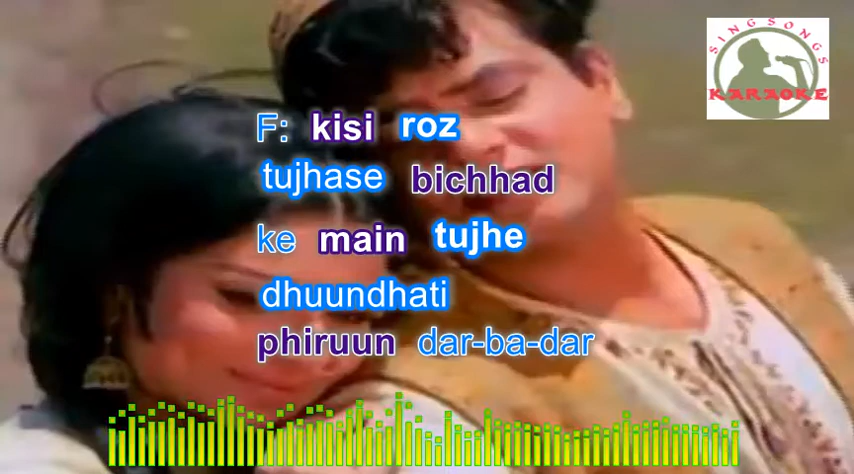 SINGSONGS
KARAOKE
F: kisi roz
tujhase bichhad
ke main tujhe
dhuundhati
phiruun dar-ba-dar